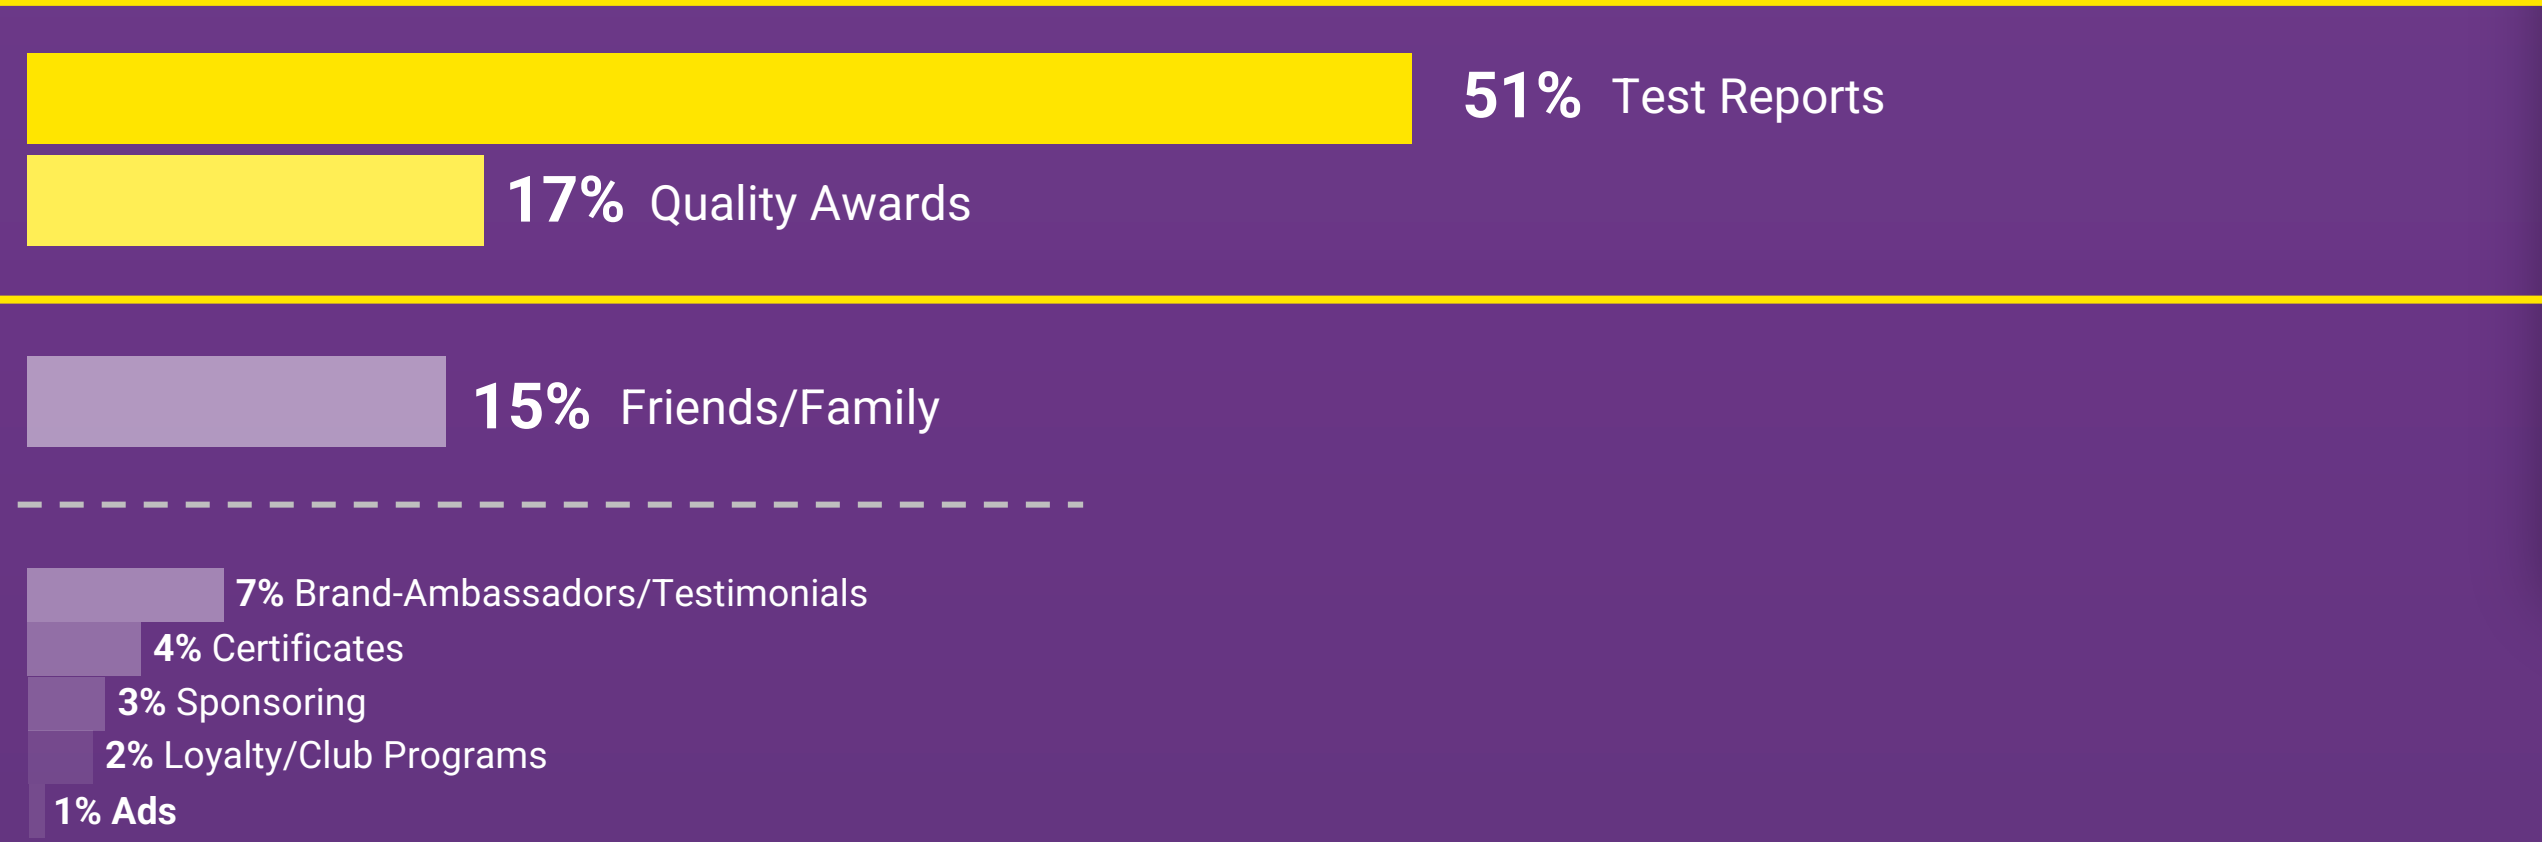 51% Test Reports
17% Quality Awards
15% Friends/Family
7% Brand-Ambassadors/Testimonials
4% Certificates
3% Sponsoring
2% Loyalty/Club Programs
1% Ads